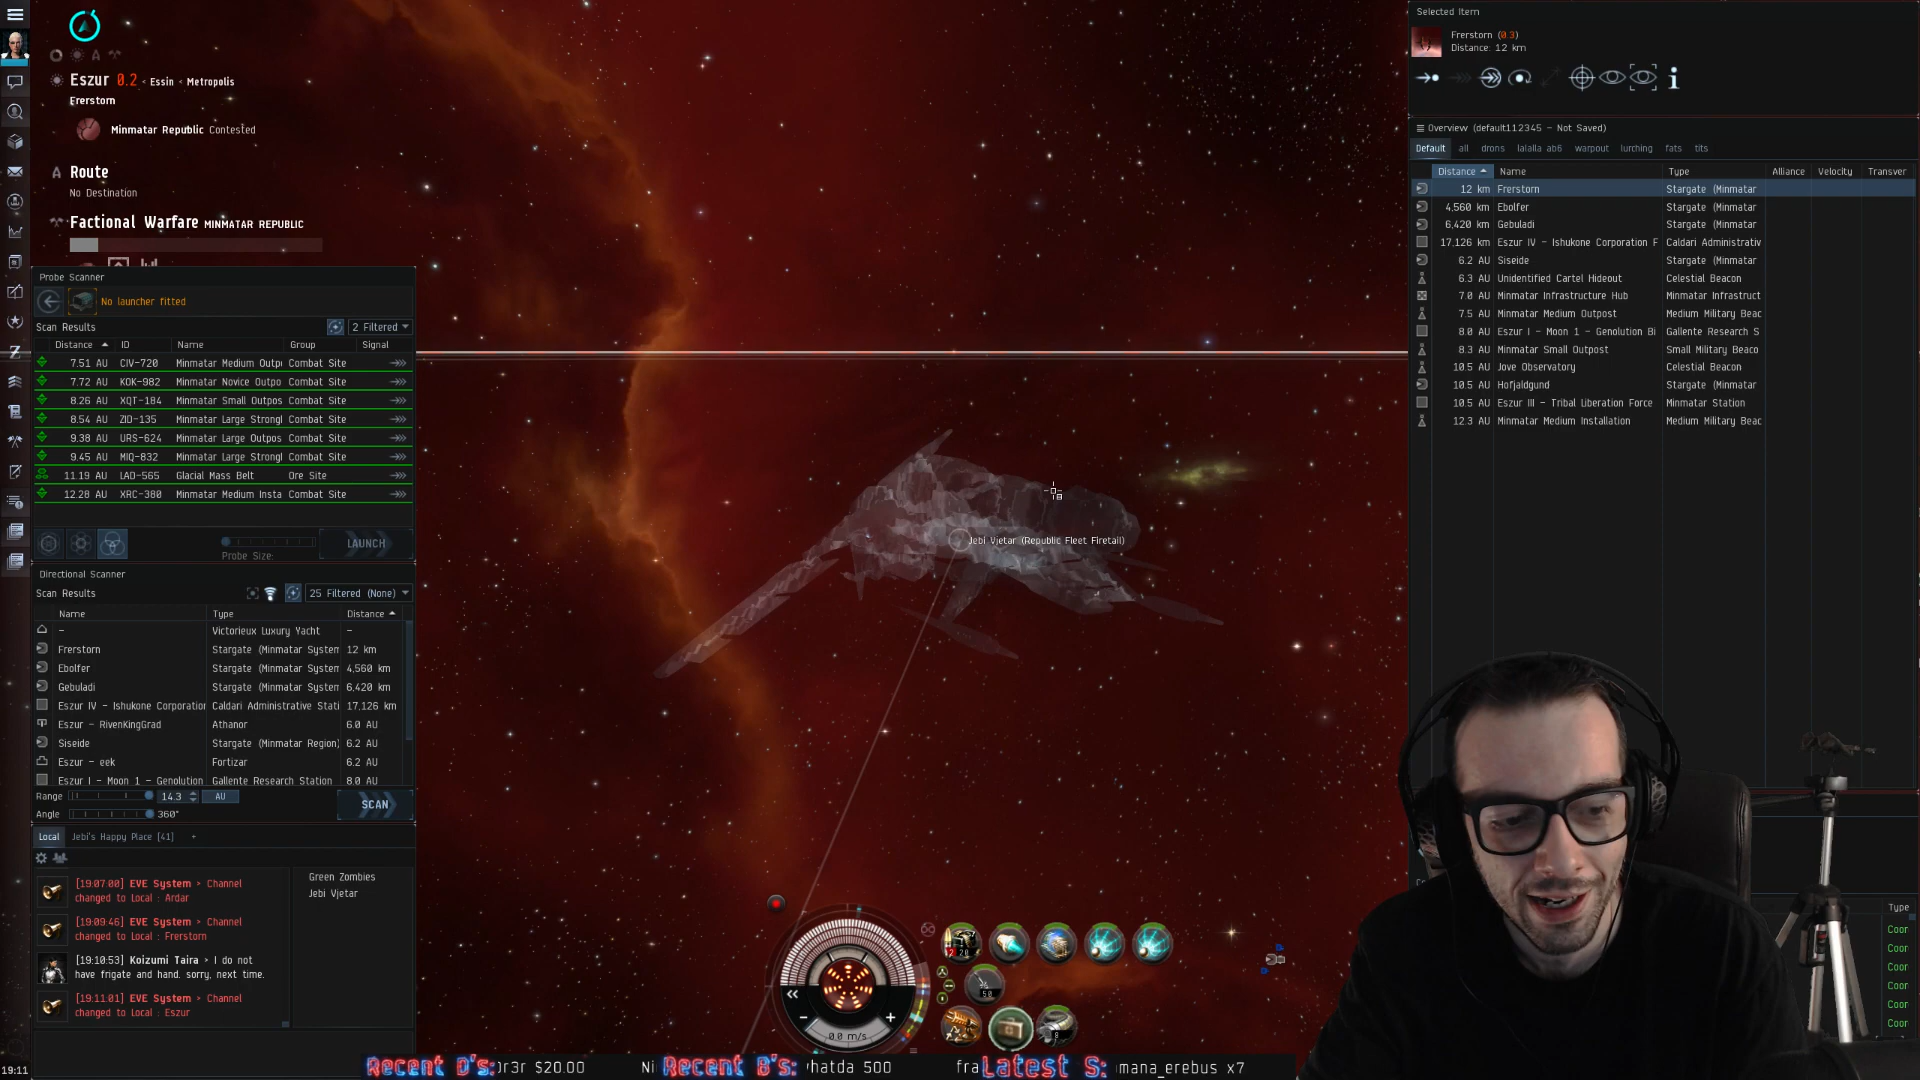 Eszur 0.2 < Essin < Metropolis
Frerstorn
Minmatar Republic Contested
Route
No Destination
Factional Warfare MINMATAR REPUBLIC
Probe Scanner
No launcher fitted
Scan Results
2 Filtered
Distance ID Name Group Signal
7.51 AU CIV-720 Minmatar Medium Outp Combat Site
7.72 AU KOK-982 Minmatar Novice Outpo Combat Site
8.26 AU XQT-184 Minmatar Small Outpos Combat Site
8.54 AU ZID-135 Minmatar Large Strongl Combat Site
9.38 AU URS-624 Minmatar Large Outpos Combat Site
9.45 AU MIQ-832 Minmatar Large Strongl Combat Site
11.19 AU LAD-565 Glacial Mass Belt Ore Site
12.28 AU XRC-380 Minmatar Medium Insta Combat Site
Probe Size:
LAUNCH
Directional Scanner
Scan Results
25 Filtered (None)
Name Type Distance
- Victorieux Luxury Yacht -
Frerstorn Stargate (Minmatar System 12 km
Ebolfer Stargate (Minmatar System 4,560 km
Gebuladi Stargate (Minmatar System 6,420 km
Eszur IV - Ishukone Corporation Caldari Administrative Stati 17,126 km
Eszur - RivenKingGrad Athanor 6.0 AU
Siseide Stargate (Minmatar Region) 6.2 AU
Eszur - eek Fortizar 6.2 AU
Eszur I - Moon 1 - Genolution Gallente Research Station 8.0 AU
Range 14.3 AU
SCAN
Angle 360°
Local Jebi's Happy Place [41] +
[19:07:00] EVE System > Channel
changed to Local : Ardar
[19:09:46] EVE System > Channel
changed to Local : Frerstorn
[19:10:53] Koizumi Taira > I do not
have frigate and hand. sorry, next time.
[19:11:01] EVE System > Channel
changed to Local : Eszur
Green Zombies
Jebi Vjetar
19:11
Jebi Vjetar (Republic Fleet Firetail)
50
8
0.0 m/s
Recent D's: 0r3r $20.00
Recent B's: whatda 500
Latest S: mana_erebus x7
Selected Item
Frerstorn (0.3)
Distance: 12 km
Overview (default112345 - Not Saved)
Default all drons lalalla ab6 warpout lurching fats tits
Distance Name Type Alliance Velocity Transver
12 km Frerstorn Stargate (Minmatar
4,560 km Ebolfer Stargate (Minmatar
6,420 km Gebuladi Stargate (Minmatar
17,126 km Eszur IV - Ishukone Corporation F Caldari Administrativ
6.2 AU Siseide Stargate (Minmatar
6.3 AU Unidentified Cartel Hideout Celestial Beacon
7.0 AU Minmatar Infrastructure Hub Minmatar Infrastruct
7.5 AU Minmatar Medium Outpost Medium Military Beac
8.0 AU Eszur I - Moon 1 - Genolution Bi Gallente Research S
8.3 AU Minmatar Small Outpost Small Military Beaco
10.5 AU Jove Observatory Celestial Beacon
10.5 AU Hofjaldgund Stargate (Minmatar
10.5 AU Eszur III - Tribal Liberation Force Minmatar Station
12.3 AU Minmatar Medium Installation Medium Military Beac
Type
Coor
Coor
Coor
Coor
Coor
Coor